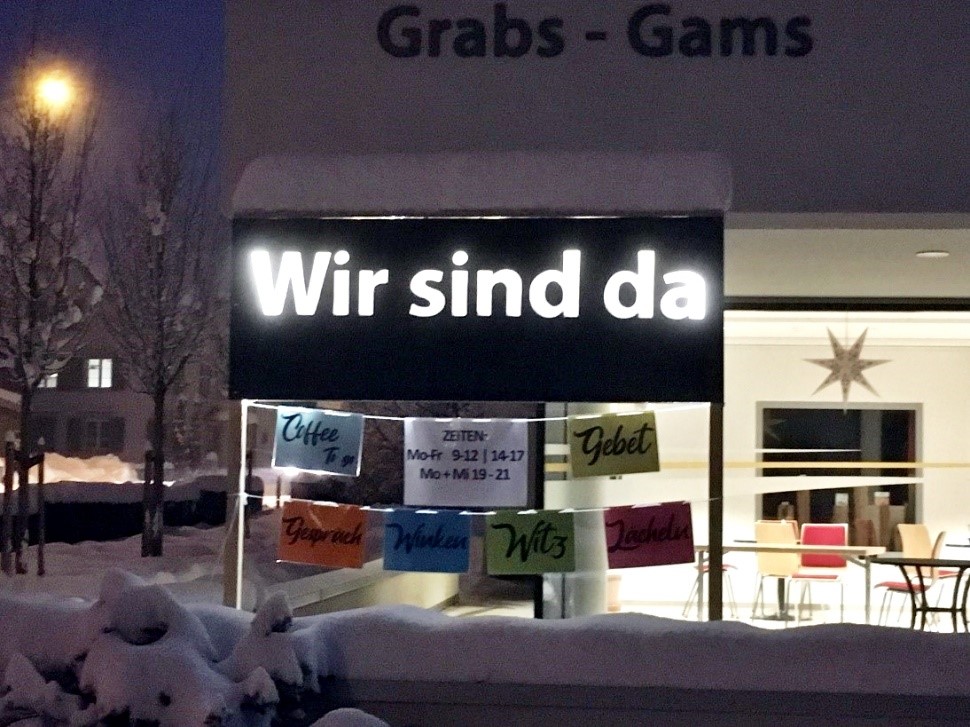 Grabs - Gams
Wir sind da
Coffee
To go
ZEITEN:
Mo-Fr 9-12 | 14-17
Mo + Mi 19 - 21
Gebet
Gespräch
Winken
Witz
Lächeln